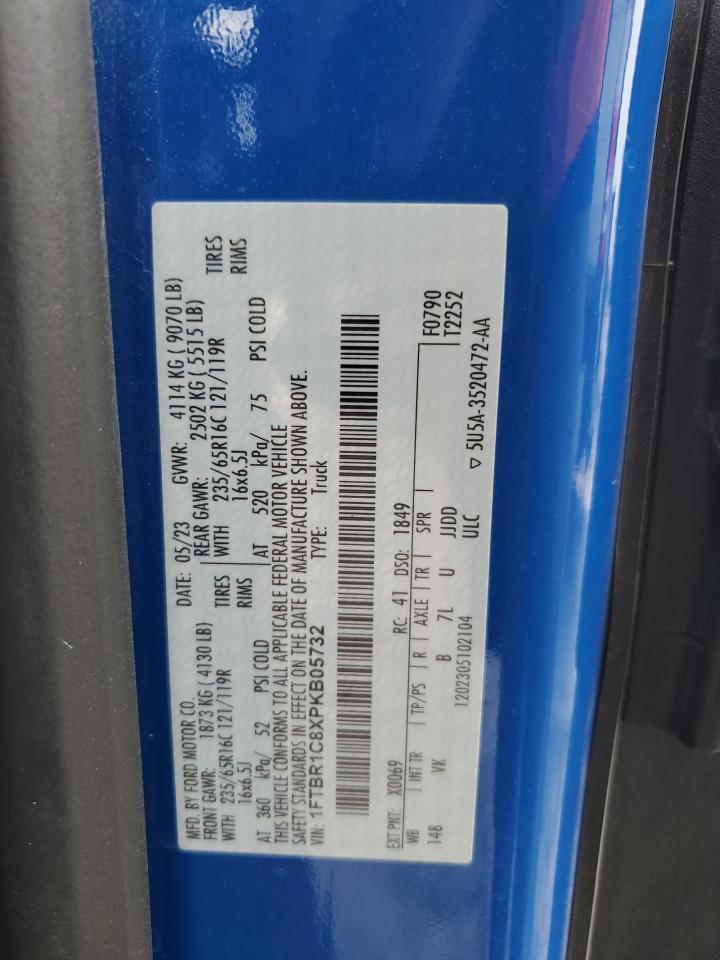 MFD. BY FORD MOTOR CO.
DATE: 05/23 GVWR: 4114 KG ( 9070 LB)
FRONT GAWR: 1873 KG ( 4130 LB) REAR GAWR: 2502 KG ( 5515 LB)
WITH 235/65R16C 121/119R TIRES WITH 235/65R16C 121/119R TIRES
16x6.5J RIMS 16x6.5J RIMS
AT 360 kPa/ 52 PSI COLD AT 520 kPa/ 75 PSI COLD
THIS VEHICLE CONFORMS TO ALL APPLICABLE FEDERAL MOTOR VEHICLE
SAFETY STANDARDS IN EFFECT ON THE DATE OF MANUFACTURE SHOWN ABOVE.
VIN: 1FTBR1C8XPKB05732 TYPE: Truck
EXT PNT: X0069 RC: 41 DSO: 1849
WB INT TR TP/PS R AXLE TR SPR F0790
148 VK B 7L U JJDD T2252
ULC
1202305102104 ▽ 5U5A-3520472-AA